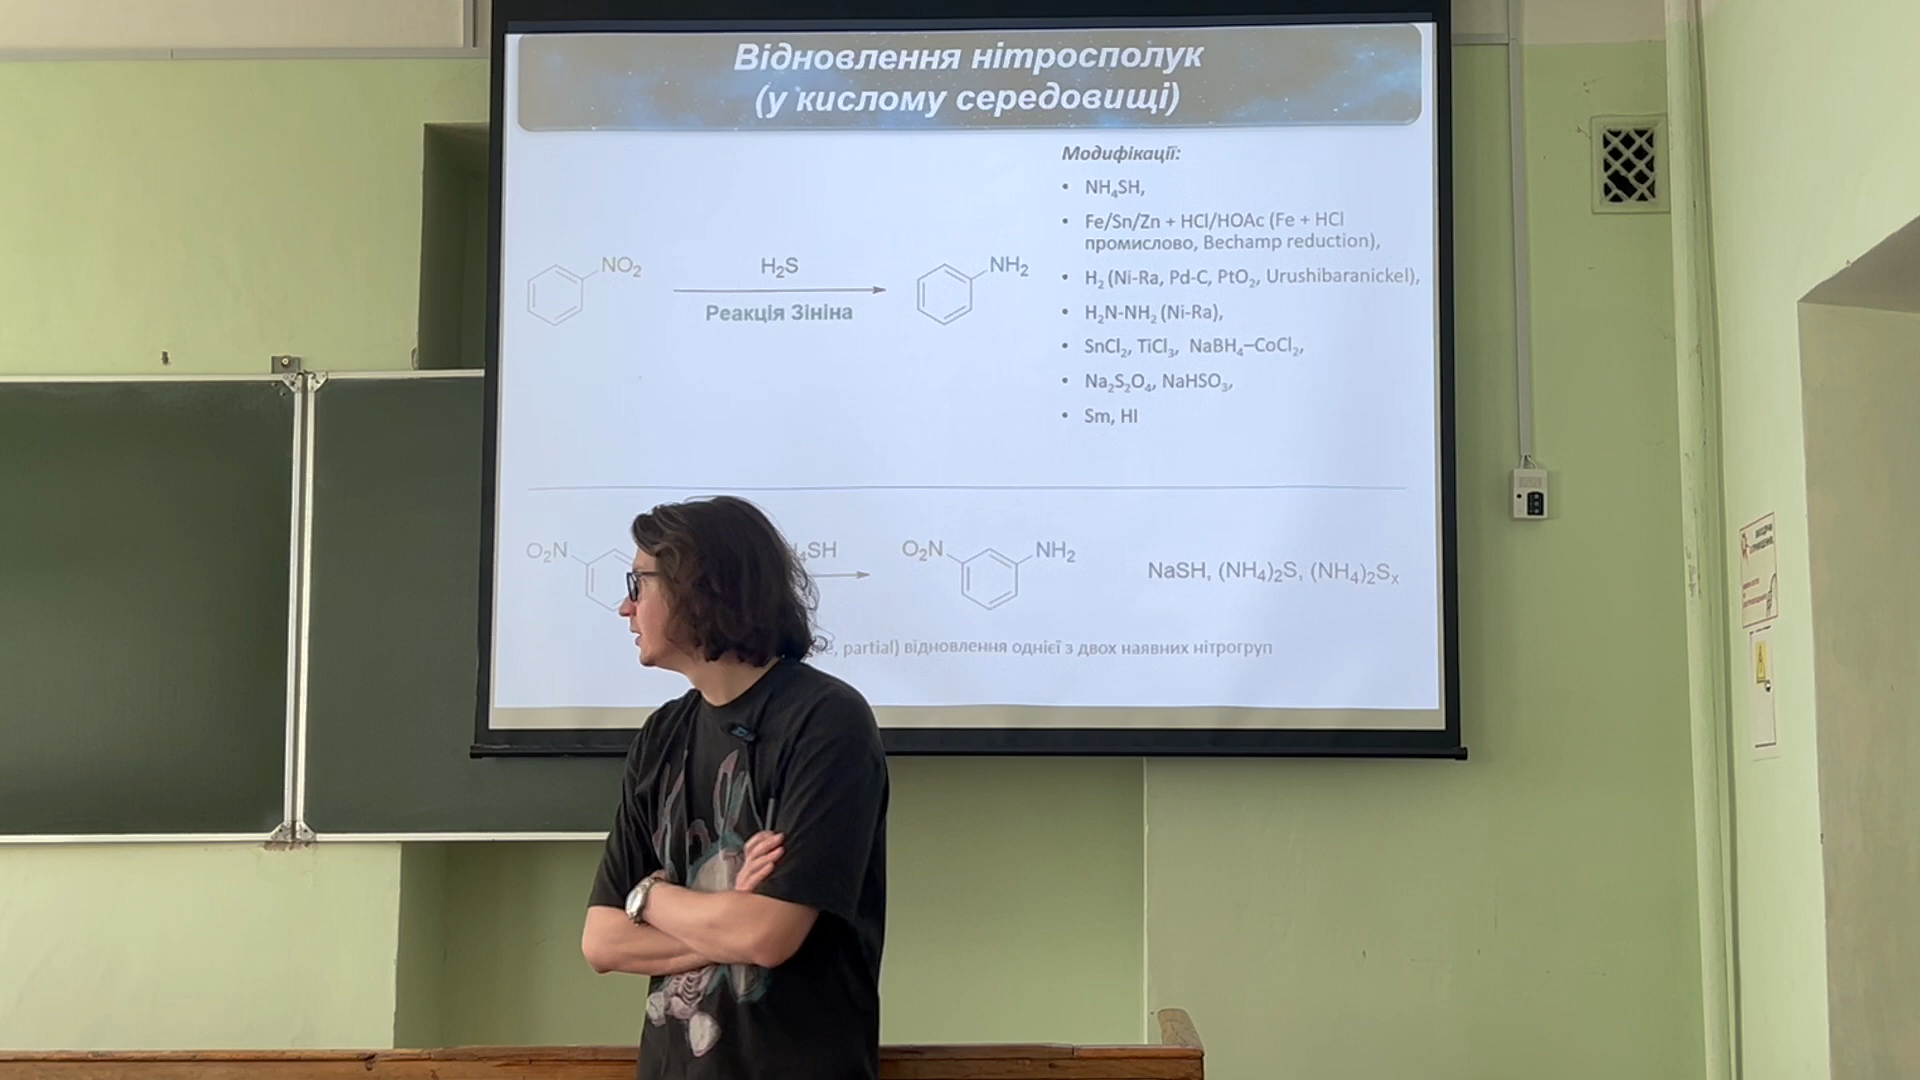 Відновлення нітросполук
(у кислому середовищі)
Модифікації:
• NH₄SH,
• Fe/Sn/Zn + HCl/HOAc (Fe + HCl
промислово, Bechamp reduction),
• H₂ (Ni-Ra, Pd-C, PtO₂, Urushibaranickel),
• H₂N-NH₂ (Ni-Ra),
• SnCl₂, TiCl₃, NaBH₄–CoCl₂,
• Na₂S₂O₄, NaHSO₃,
• Sm, HI
NO₂
H₂S
NH₂
Реакція Зініна
O₂N
₄SH
O₂N
NH₂
NaSH, (NH₄)₂S, (NH₄)₂Sₓ
partial) відновлення однієї з двох наявних нітрогруп